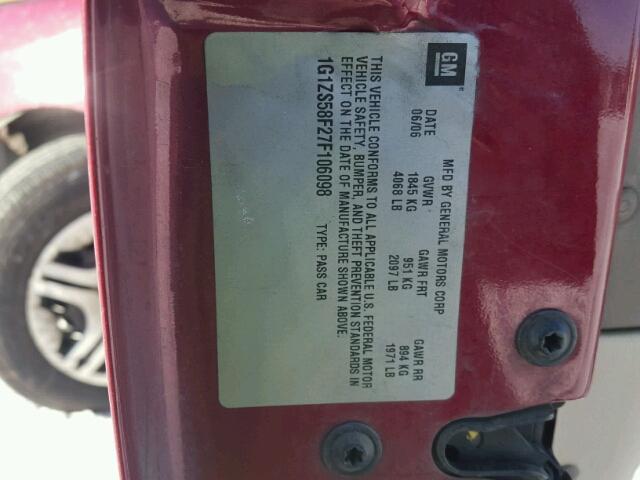 GM
MFD BY GENERAL MOTORS CORP
DATE GVWR GAWR FRT GAWR RR
06/06 1845 KG 951 KG 894 KG
4068 LB 2097 LB 1971 LB
THIS VEHICLE CONFORMS TO ALL APPLICABLE U.S. FEDERAL MOTOR
VEHICLE SAFETY, BUMPER, AND THEFT PREVENTION STANDARDS IN
EFFECT ON THE DATE OF MANUFACTURE SHOWN ABOVE.
1G1ZS58F27F106098 TYPE: PASS CAR